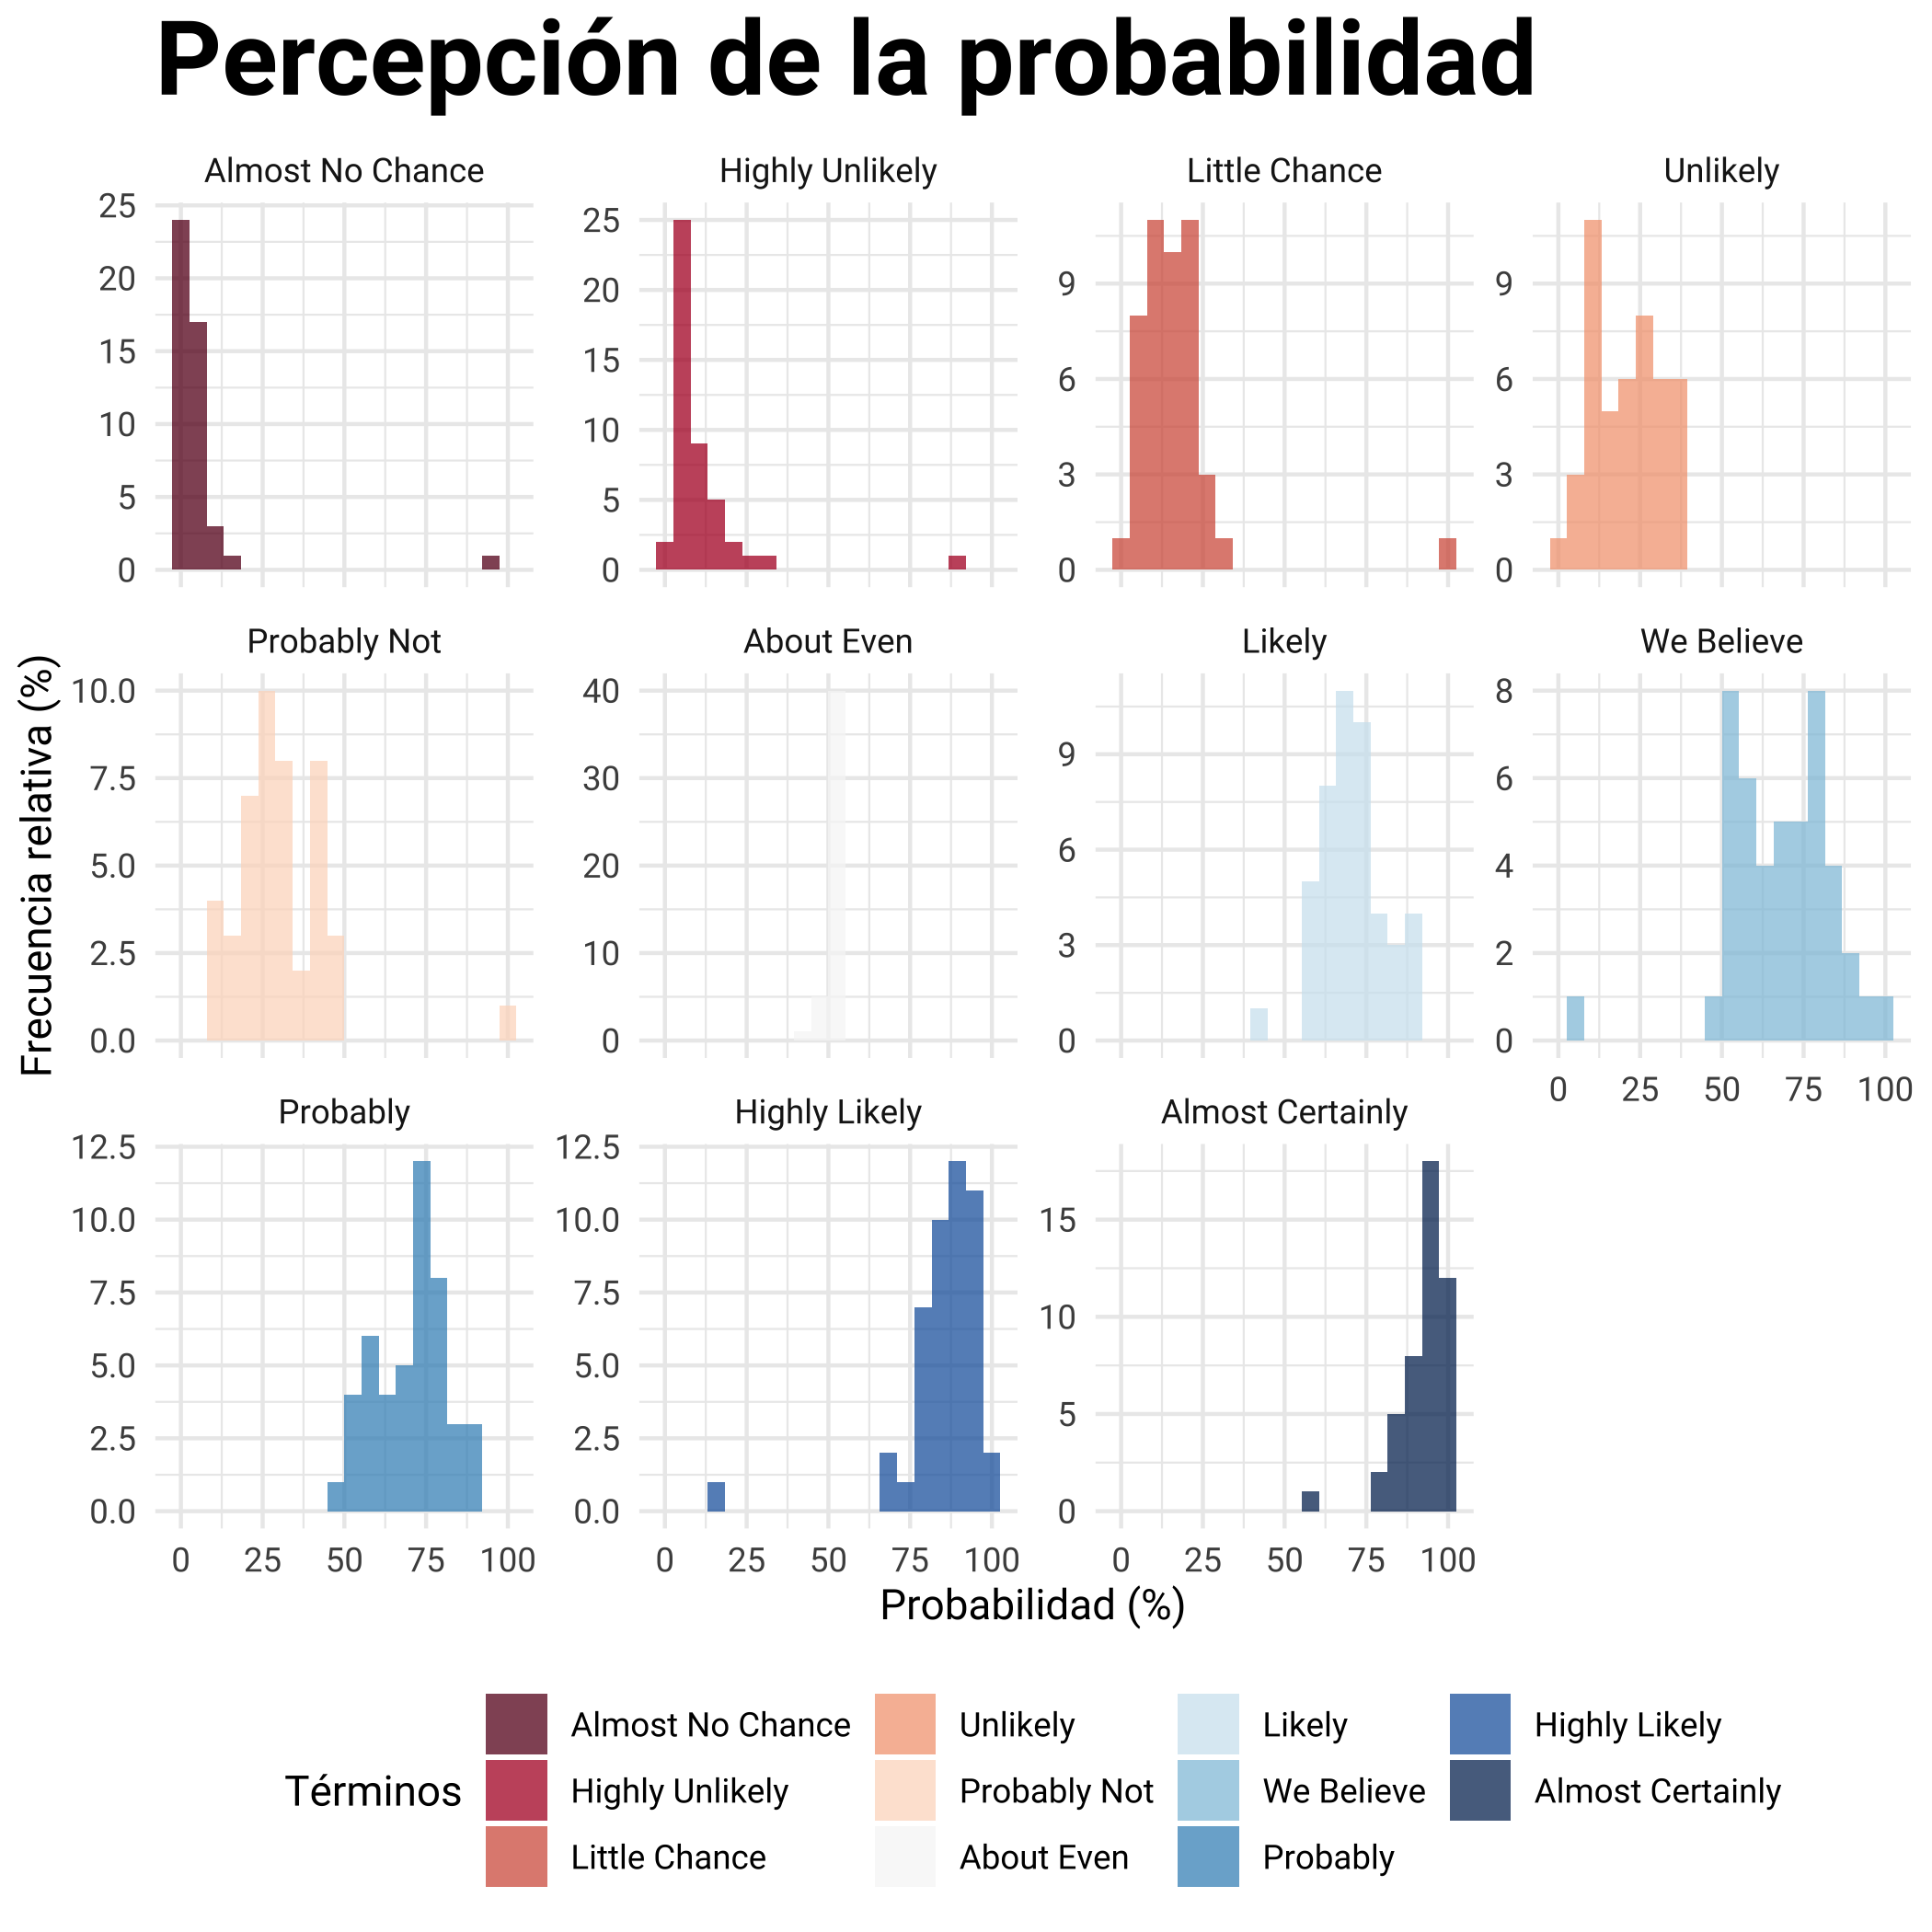 Percepción de la probabilidad
Almost No Chance
Highly Unlikely
Little Chance
Unlikely
25
20
15
10
5
0
25
20
15
10
5
0
9
6
3
0
9
6
3
0
Frecuencia relativa (%)
Probably Not
About Even
Likely
We Believe
10.0
7.5
5.0
2.5
0.0
40
30
20
10
0
9
6
3
0
8
6
4
2
0
0 25 50 75 100
Probably
Highly Likely
Almost Certainly
12.5
10.0
7.5
5.0
2.5
0.0
12.5
10.0
7.5
5.0
2.5
0.0
15
10
5
0
0 25 50 75 100
0 25 50 75 100
0 25 50 75 100
Probabilidad (%)
Términos
Almost No Chance
Highly Unlikely
Little Chance
Unlikely
Probably Not
About Even
Likely
We Believe
Probably
Highly Likely
Almost Certainly